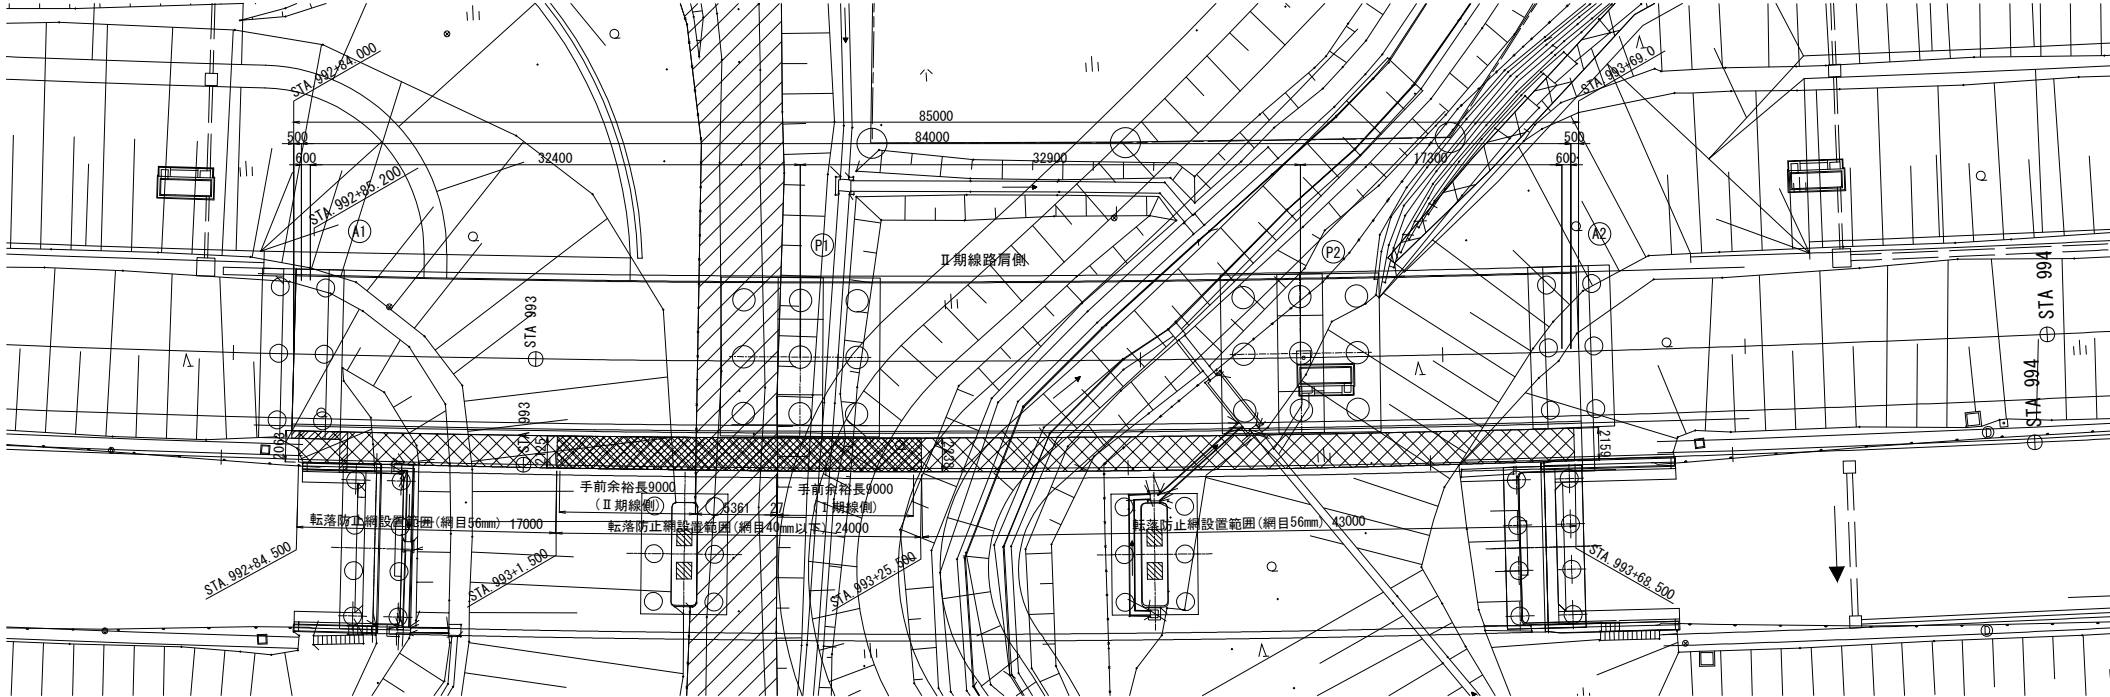 STA.992+84.000
STA.993+69.0
85000
500
84000
500
600
32400
32900
17300
600
STA.992+85.200
A1
P1
P2
A2
Ⅱ期線路肩側
STA 993
STA 994
STA 994
STA 993
2063
2145
2159
手前余裕長9000
(Ⅱ期線側)
手前余裕長9000
Ⅰ期線側)
5361
27
転落防止網設置範囲(網目56mm) 17000
転落防止網設置範囲(網目40mm以下) 24000
転落防止網設置範囲(網目56mm) 43000
STA.992+84.500
STA.993+1.500
STA.993+25.500
STA.993+68.500
D
D